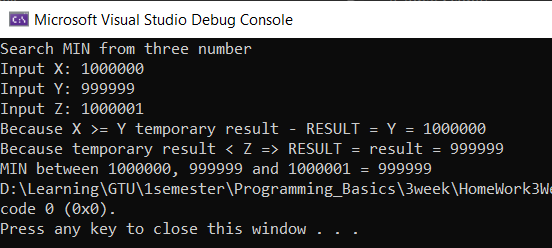 Microsoft Visual Studio Debug Console
Search MIN from three number
Input X: 1000000
Input Y: 999999
Input Z: 1000001
Because X >= Y temporary result - RESULT = Y = 1000000
Because temporary result < Z => RESULT = result = 999999
MIN between 1000000, 999999 and 1000001 = 999999
D:\Learning\GTU\1semester\Programming_Basics\3week\HomeWork3We
code 0 (0x0).
Press any key to close this window . . .